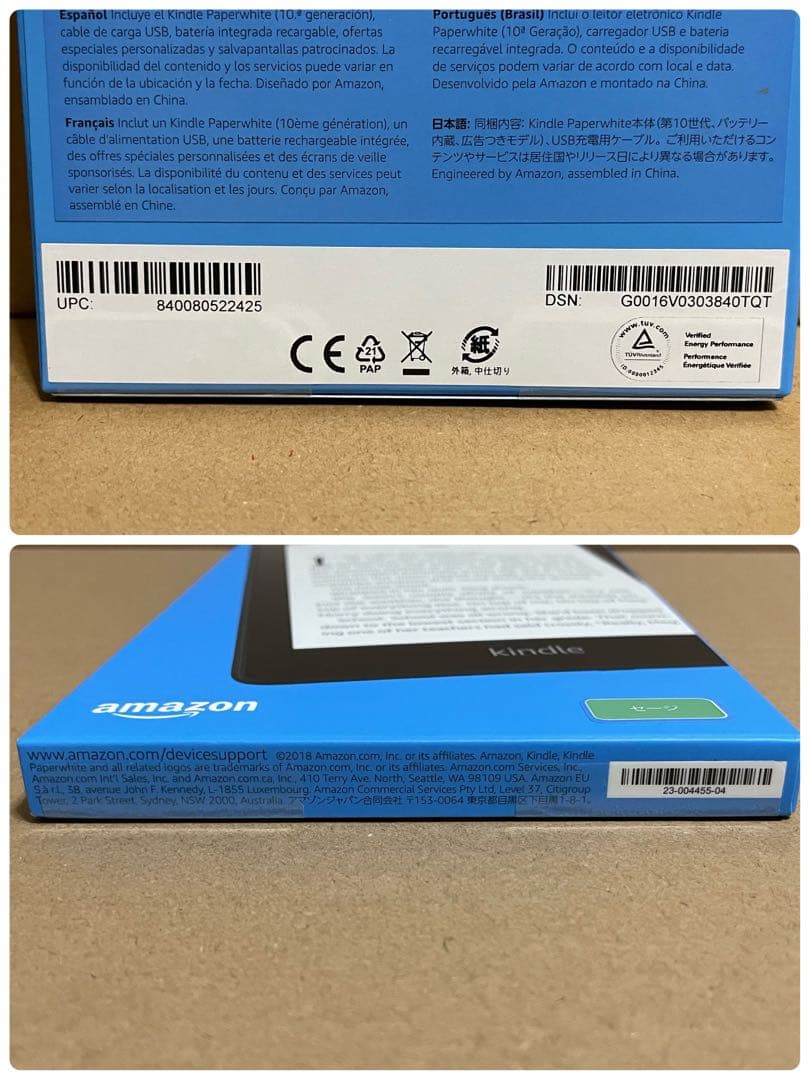 Español Incluye el Kindle Paperwhite (10.ª generación),
cable de carga USB, batería integrada recargable, ofertas
especiales personalizadas y salvapantallas patrocinados. La
disponibilidad del contenido y los servicios puede variar en
función de la ubicación y la fecha. Diseñado por Amazon,
ensamblado en China.
Français Inclut un Kindle Paperwhite (10ème génération), un
câble d'alimentation USB, une batterie rechargeable intégrée,
des offres spéciales personnalisées et des écrans de veille
sponsorisés. La disponibilité du contenu et des services peut
varier selon la localisation et les jours. Conçu par Amazon,
assemblé en Chine.
Português (Brasil) Inclui o leitor eletrônico Kindle
Paperwhite (10ª Geração), carregador USB e bateria
recarregável integrada. O conteúdo e a disponibilidade
de serviços podem variar de acordo com local e data.
Desenvolvido pela Amazon e montado na China.
日本語: 同梱内容: Kindle Paperwhite本体(第10世代、バッテリー
内蔵、広告つきモデル)、USB充電用ケーブル。ご利用いただけるコン
テンツやサービスは居住国やリリース日により異なる場合があります。
Engineered by Amazon, assembled in China.
UPC: 840080522425
DSN: G0016V0303840TQT
CE
21
PAP
紙
外箱, 中仕切り
www.tuv.com
TÜVRheinland
ID:0000012345
Verified
Energy Performance
Performance
Énergétique Vérifiée
kindle
amazon
セージ
www.amazon.com/devicesupport ©2018 Amazon.com, Inc. or its affiliates. Amazon, Kindle, Kindle
Paperwhite and all related logos are trademarks of Amazon.com, Inc. or its affiliates. Amazon.com Services, Inc.,
Amazon.com Int'l Sales, Inc. and Amazon.com.ca, Inc., 410 Terry Ave. North, Seattle, WA 98109 USA. Amazon EU
S.à r.l., 38, avenue John F. Kennedy, L-1855 Luxembourg. Amazon Commercial Services Pty Ltd, Level 37, Citigroup
Tower, 2 Park Street, Sydney, NSW 2000, Australia. アマゾンジャパン合同会社 〒153-0064 東京都目黒区下目黒1-8-1。
23-004455-04